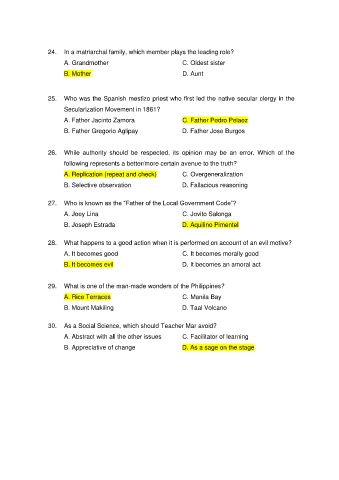 24. In a matriarchal family, which member plays the leading role?
A. Grandmother C. Oldest sister
B. Mother D. Aunt
25. Who was the Spanish mestizo priest who first led the native secular clergy in the
Secularization Movement in 1861?
A. Father Jacinto Zamora C. Father Pedro Pelaez
B. Father Gregorio Aglipay D. Father Jose Burgos
26. While authority should be respected, its opinion may be an error. Which of the
following represents a better/more certain avenue to the truth?
A. Replication (repeat and check) C. Overgeneralization
B. Selective observation D. Fallacious reasoning
27. Who is known as the "Father of the Local Government Code"?
A. Joey Lina C. Jovito Salonga
B. Joseph Estrada D. Aquilino Pimentel
28. What happens to a good action when it is performed on account of an evil motive?
A. It becomes good C. It becomes morally good
B. It becomes evil D. It becomes an amoral act
29. What is one of the man-made wonders of the Philippines?
A. Rice Terraces C. Manila Bay
B. Mount Makiling D. Taal Volcano
30. As a Social Science, which should Teacher Mar avoid?
A. Abstract with all the other issues C. Facilitator of learning
B. Appreciative of change D. As a sage on the stage